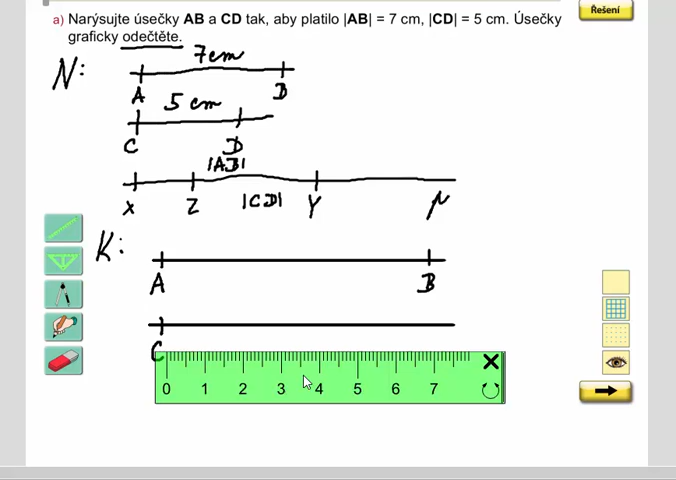 a) Narýsujte úsečky AB a CD tak, aby platilo |AB| = 7 cm, |CD| = 5 cm. Úsečky
graficky odečtěte.
Řešení
N:
7cm
A B
5 cm
C D
|AB|
X Z |CD| Y p
K:
A B
C
0 1 2 3 4 5 6 7